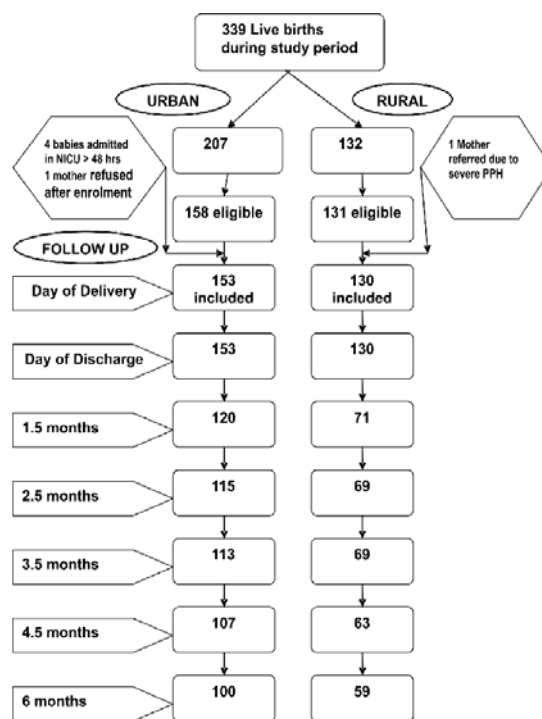 339 Live births
during study period
URBAN
RURAL
4 babies admitted
in NICU > 48 hrs
1 mother refused
after enrolment
207
132
1 Mother
referred due to
severe PPH
158 eligible
131 eligible
FOLLOW UP
Day of Delivery
153
included
130
included
Day of Discharge
153
130
1.5 months
120
71
2.5 months
115
69
3.5 months
113
69
4.5 months
107
63
6 months
100
59